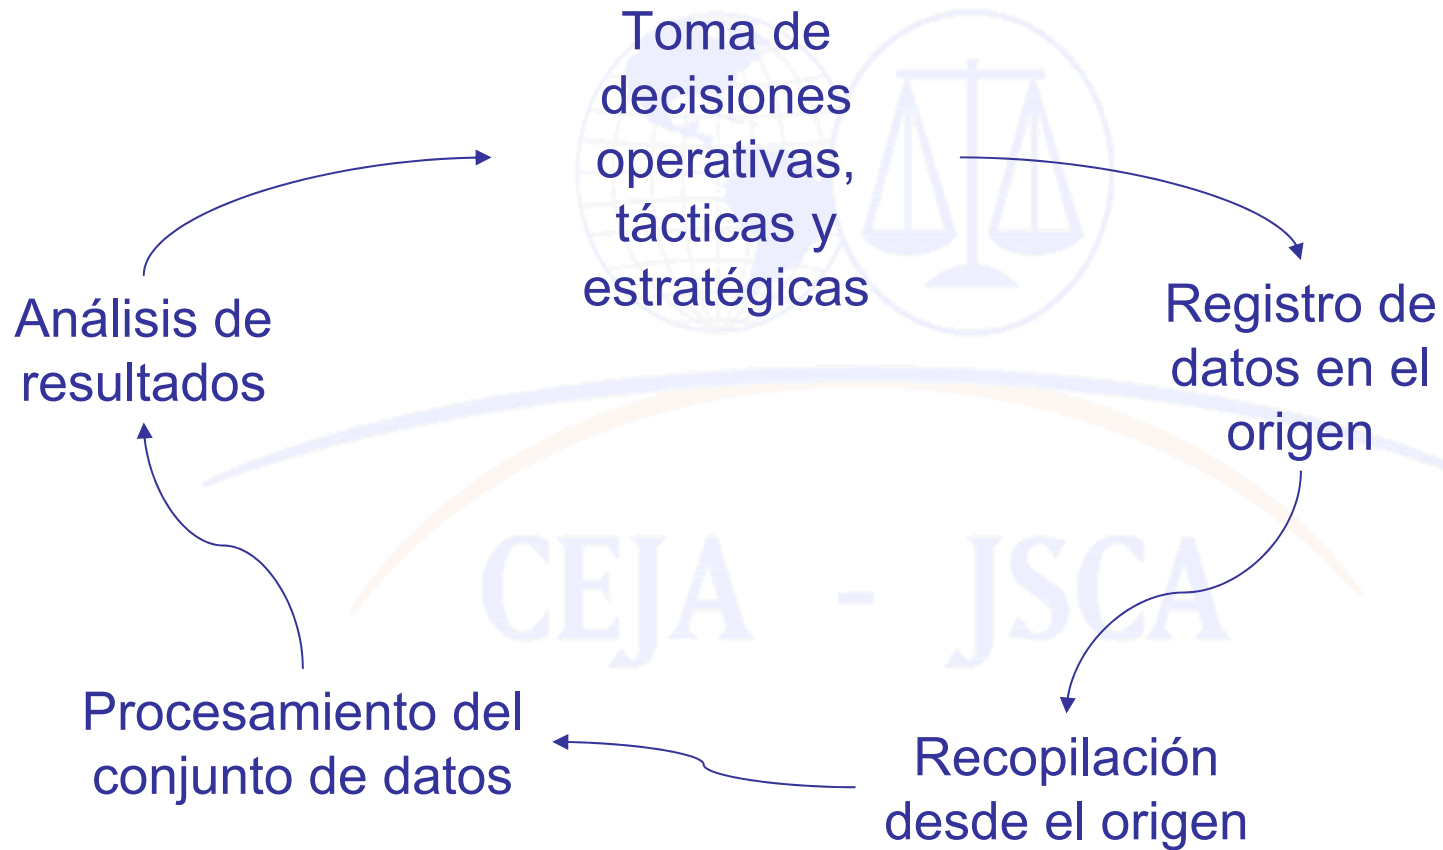 Toma de
decisiones
operativas,
tácticas y
estratégicas
Registro de
datos en el
origen
Análisis de
resultados
CEJA - JSCA
Procesamiento del
conjunto de datos
Recopilación
desde el origen